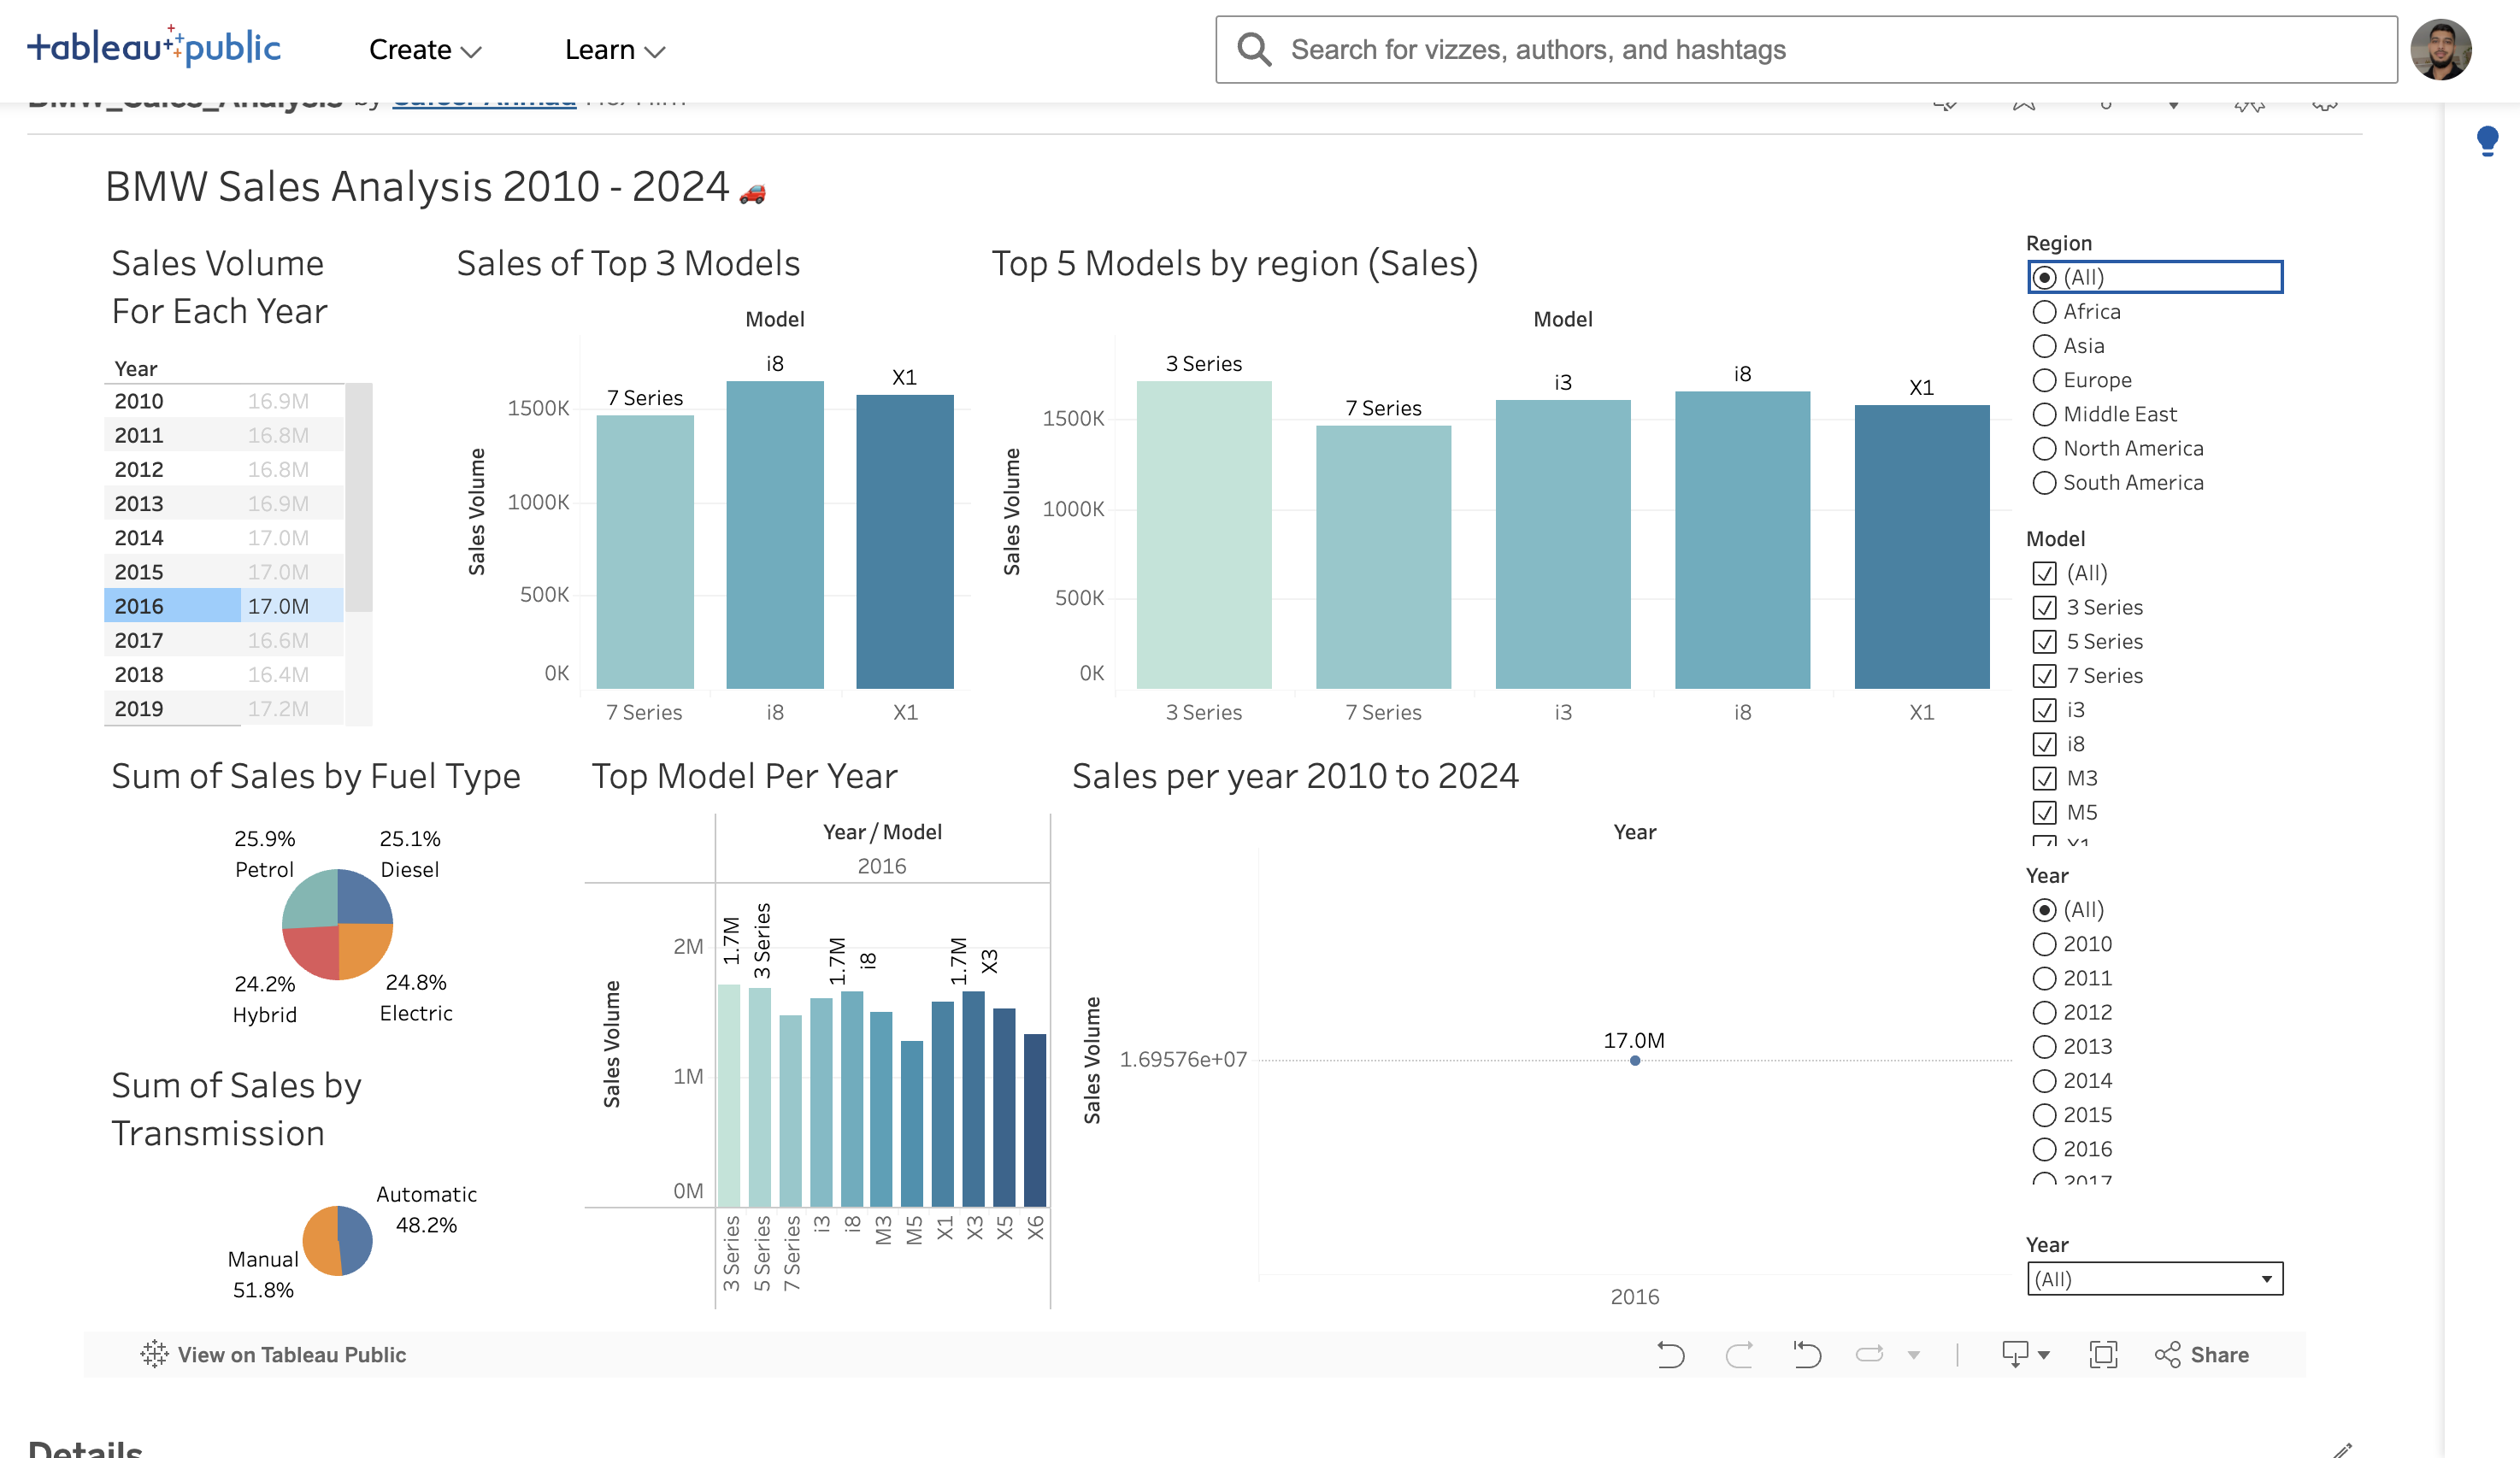 tableau public
Create
Learn
Search for vizzes, authors, and hashtags
BMW_Sales_Analysis by
BMW Sales Analysis 2010 - 2024
Sales Volume
For Each Year
Year
2010 16.9M
2011 16.8M
2012 16.8M
2013 16.9M
2014 17.0M
2015 17.0M
2016 17.0M
2017 16.6M
2018 16.4M
2019 17.2M
Sales of Top 3 Models
Model
7 Series
i8
X1
Sales Volume
1500K
1000K
500K
0K
7 Series
i8
X1
Top 5 Models by region (Sales)
Model
3 Series
7 Series
i3
i8
X1
Sales Volume
1500K
1000K
500K
0K
3 Series
7 Series
i3
i8
X1
Region
(All)
Africa
Asia
Europe
Middle East
North America
South America
Model
(All)
3 Series
5 Series
7 Series
i3
i8
M3
M5
X1
Year
(All)
2010
2011
2012
2013
2014
2015
2016
2017
Year
(All)
Sum of Sales by Fuel Type
25.9%
Petrol
25.1%
Diesel
24.2%
Hybrid
24.8%
Electric
Sum of Sales by
Transmission
Automatic
48.2%
Manual
51.8%
Top Model Per Year
Year / Model
2016
Sales Volume
2M
1M
0M
1.7M
3 Series
1.7M
i8
1.7M
X3
3 Series
5 Series
7 Series
i3
i8
M3
M5
X1
X3
X5
X6
Sales per year 2010 to 2024
Year
Sales Volume
1.69576e+07
17.0M
2016
View on Tableau Public
Share
Details